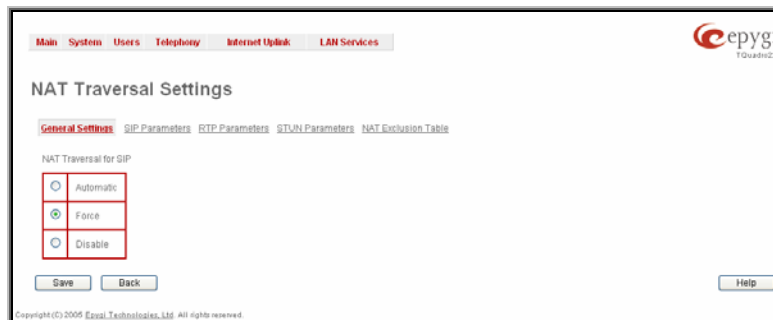 Main System Users Telephony Internet Uplink LAN Services
epygi
NAT Traversal Settings
General Settings SIP Parameters RTP Parameters STUN Parameters NAT Exclusion Table
NAT Traversal for SIP
Automatic
Force
Disable
Save Back Help
Copyright (C) 2005 Epygi Technologies, Ltd. All rights reserved.